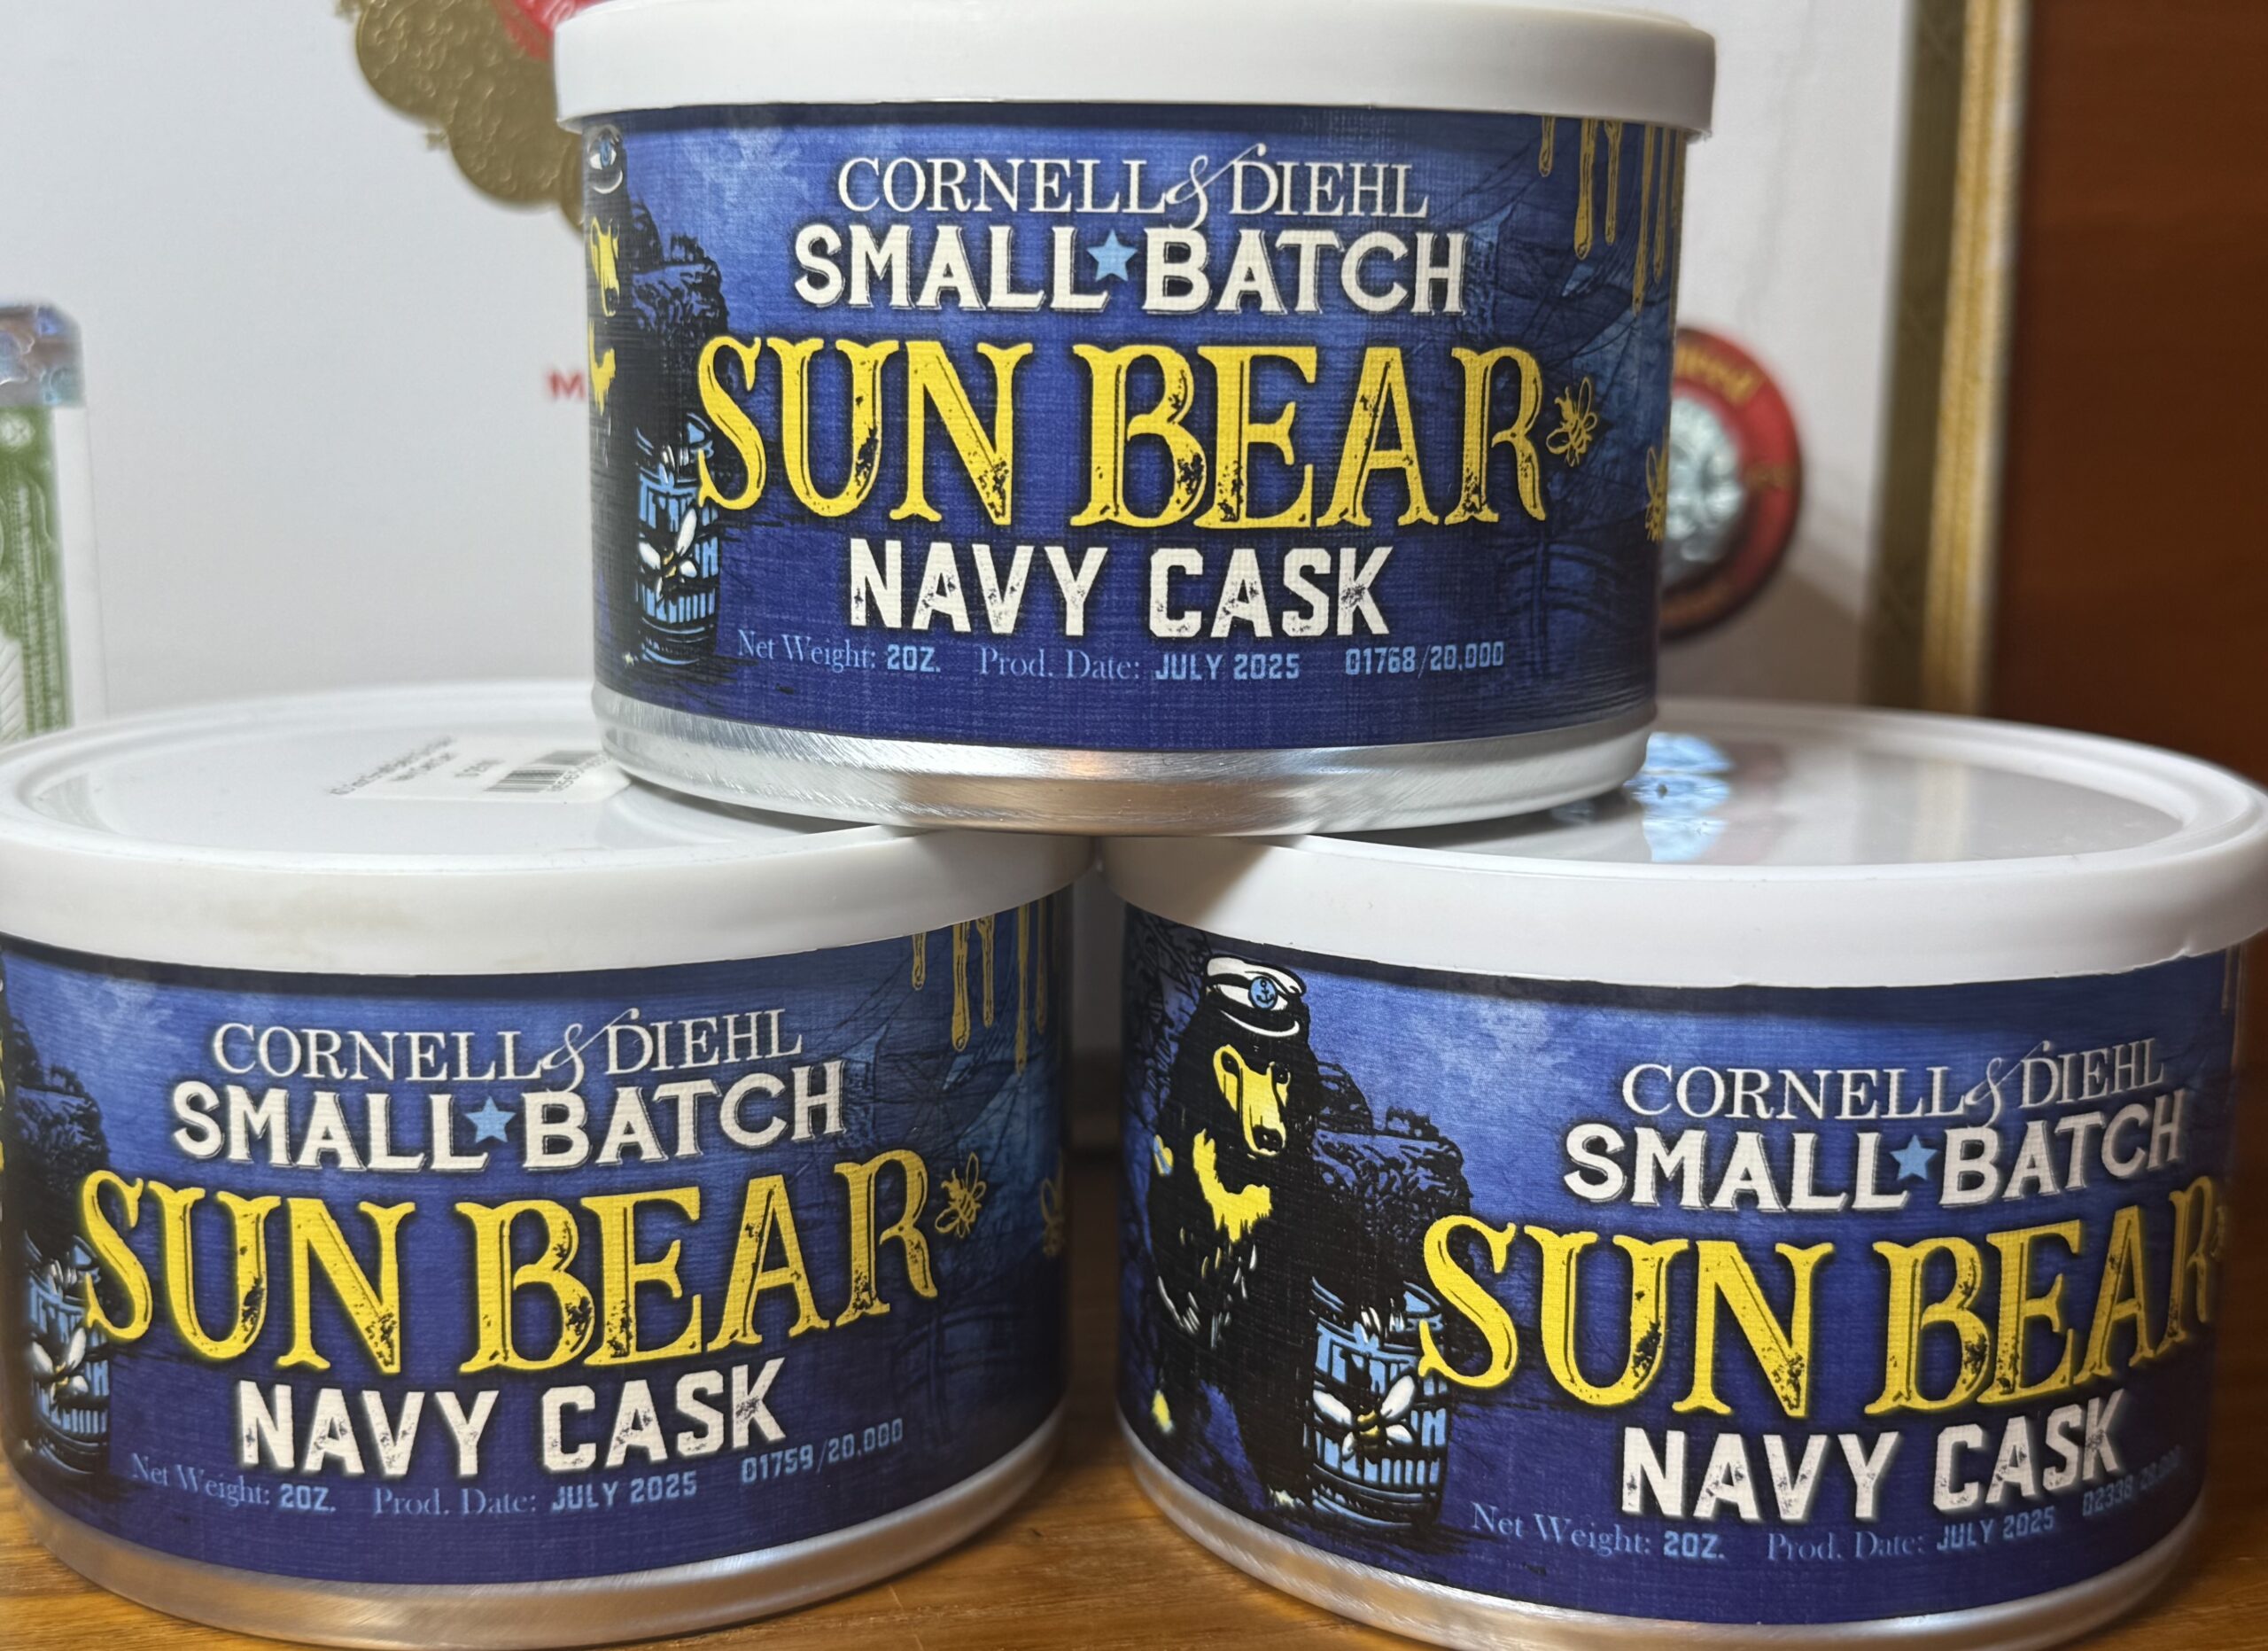 M
CORNELL & DIEHL
SMALL BATCH
SUN BEAR
NAVY CASK
Net Weight: 2OZ. Prod. Date: JULY 2025 01768/20,000
CORNELL & DIEHL
SMALL BATCH
SUN BEAR
NAVY CASK
Net Weight: 2OZ. Prod. Date: JULY 2025 01759/20,000
CORNELL & DIEHL
SMALL BATCH
SUN BEAR
NAVY CASK
Net Weight: 2OZ. Prod. Date: JULY 2025